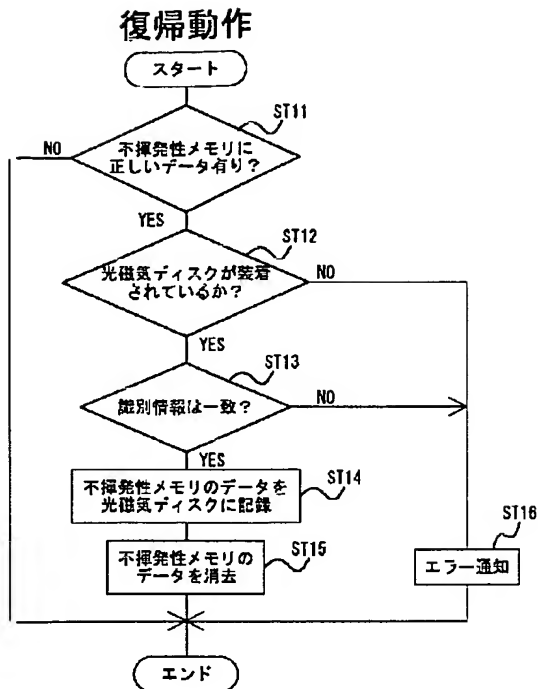 復帰動作
スタート
ST11
NO
不揮発性メモリに
正しいデータ有り?
YES
ST12
光磁気ディスクが装着
されているか?
NO
YES
ST13
識別情報は一致?
NO
YES
不揮発性メモリのデータを
光磁気ディスクに記録
ST14
不揮発性メモリの
データを消去
ST15
ST16
エラー通知
エンド